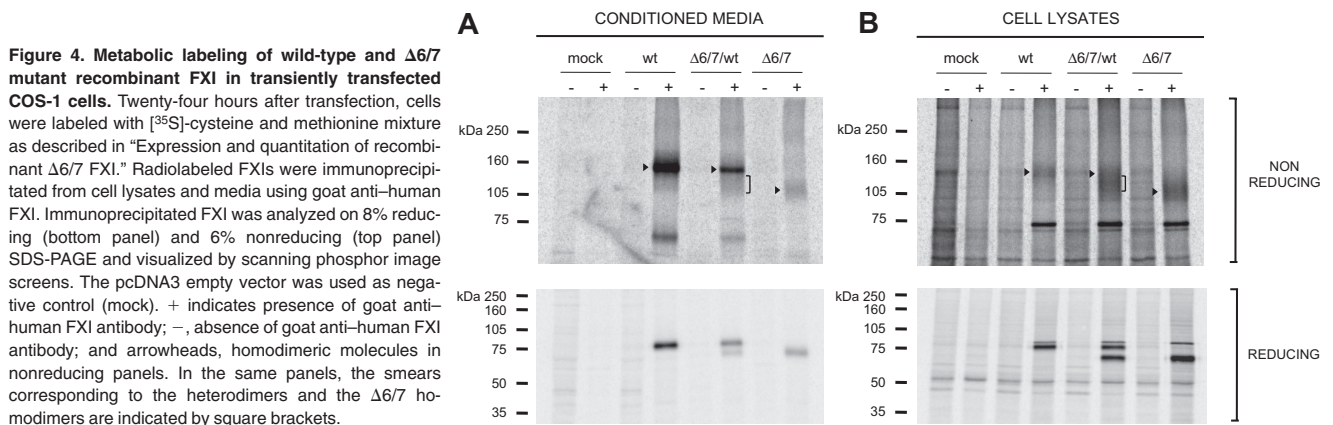 Figure 4. Metabolic labeling of wild-type and Δ6/7
mutant recombinant FXI in transiently transfected
COS-1 cells. Twenty-four hours after transfection, cells
were labeled with [35S]-cysteine and methionine mixture
as described in “Expression and quantitation of recombi-
nant Δ6/7 FXI.” Radiolabeled FXIs were immunoprecipi-
tated from cell lysates and media using goat anti–human
FXI. Immunoprecipitated FXI was analyzed on 8% reduc-
ing (bottom panel) and 6% nonreducing (top panel)
SDS-PAGE and visualized by scanning phosphor image
screens. The pcDNA3 empty vector was used as nega-
tive control (mock). + indicates presence of goat anti–
human FXI antibody; −, absence of goat anti–human FXI
antibody; and arrowheads, homodimeric molecules in
nonreducing panels. In the same panels, the smears
corresponding to the heterodimers and the Δ6/7 ho-
modimers are indicated by square brackets.
A
CONDITIONED MEDIA
mock wt Δ6/7/wt Δ6/7
- + - + - + - +
kDa 250
160
105
75
kDa 250
160
105
75
50
35
B
CELL LYSATES
mock wt Δ6/7/wt Δ6/7
- + - + - + - +
kDa 250
160
105
75
NON
REDUCING
kDa 250
160
105
75
50
35
REDUCING